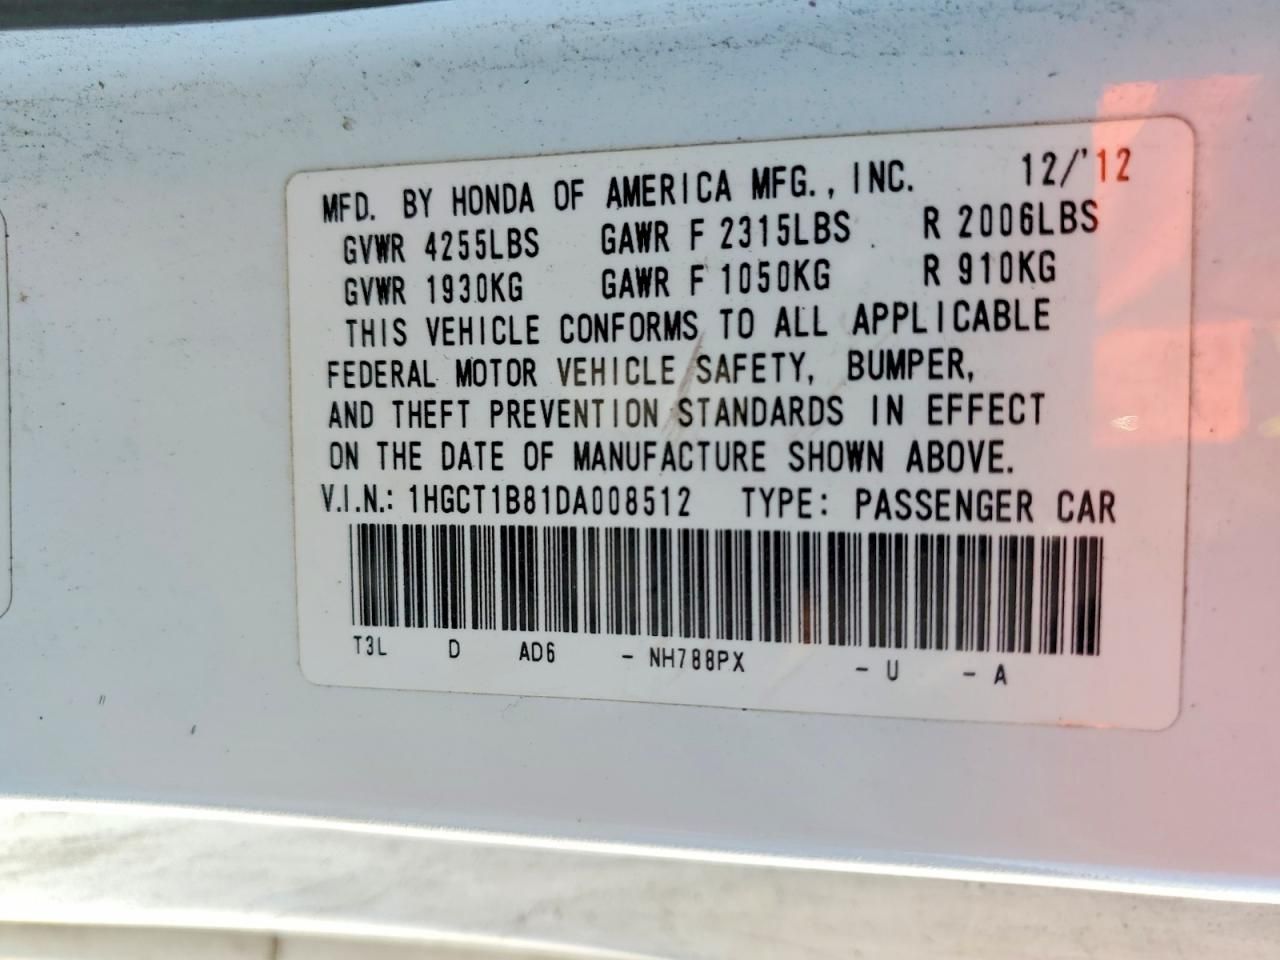 MFD. BY HONDA OF AMERICA MFG., INC. 12/'12
GVWR 4255LBS GAWR F 2315LBS R 2006LBS
GVWR 1930KG GAWR F 1050KG R 910KG
THIS VEHICLE CONFORMS TO ALL APPLICABLE
FEDERAL MOTOR VEHICLE SAFETY, BUMPER,
AND THEFT PREVENTION STANDARDS IN EFFECT
ON THE DATE OF MANUFACTURE SHOWN ABOVE.
V.I.N.: 1HGCT1B81DA008512 TYPE: PASSENGER CAR
T3L D AD6 - NH788PX - U - A